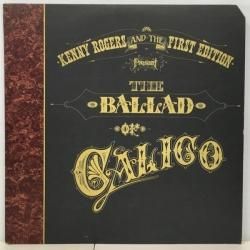 KENNY ROGERS AND THE FIRST EDITION
Present
THE
BALLAD
OF
CALICO